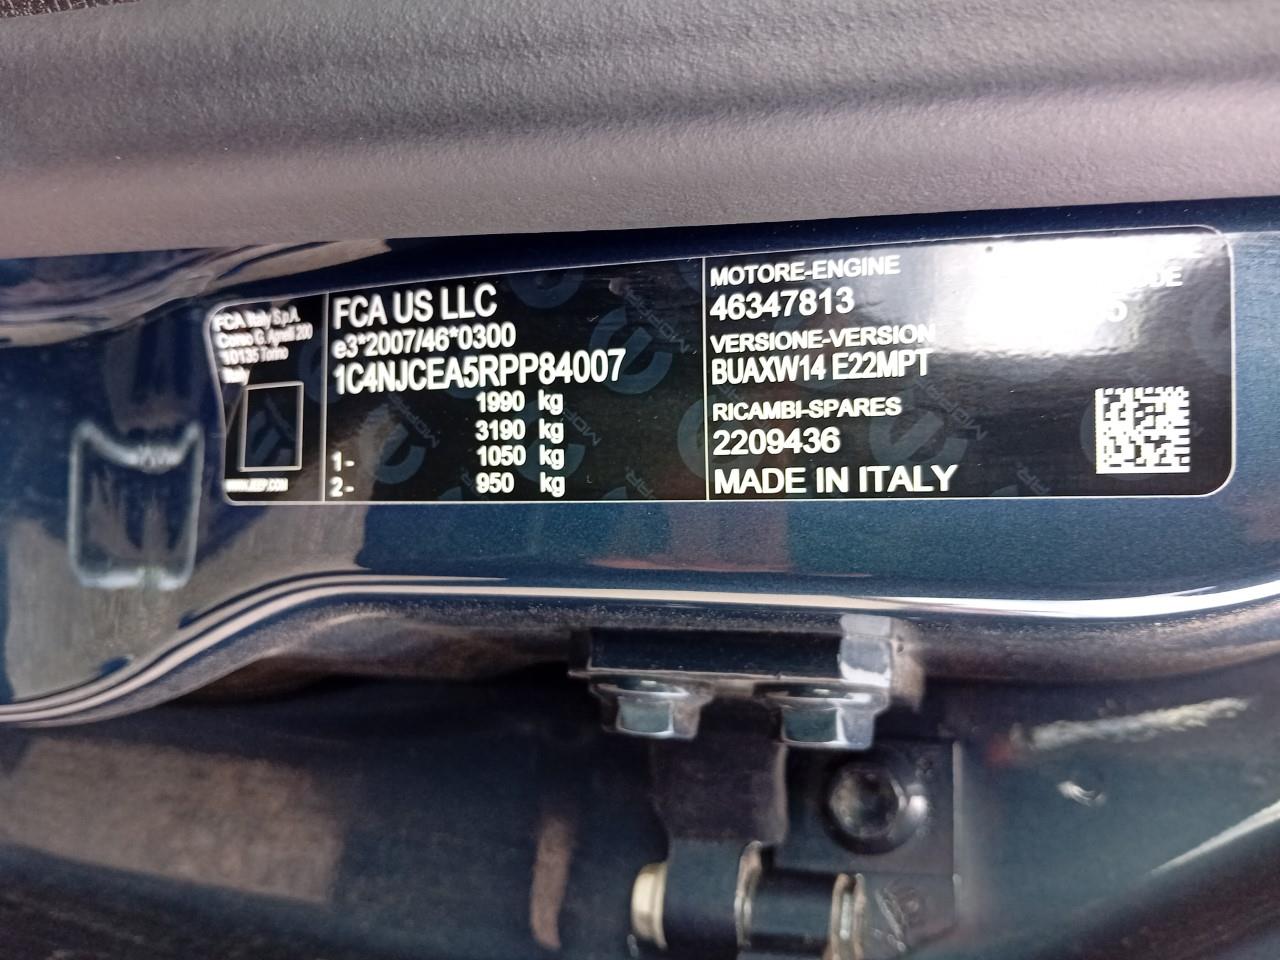 FCA Italy S.p.A.
Corso G. Agnelli 200
10135 Torino
Italy
WWW.JEEP.COM
FCA US LLC
e3*2007/46*0300
1C4NJCEA5RPP84007
1990 kg
3190 kg
1- 1050 kg
2- 950 kg
MOTORE-ENGINE
46347813
VERSIONE-VERSION
BUAXW14 E22MPT
RICAMBI-SPARES
2209436
MADE IN ITALY
MOPAR